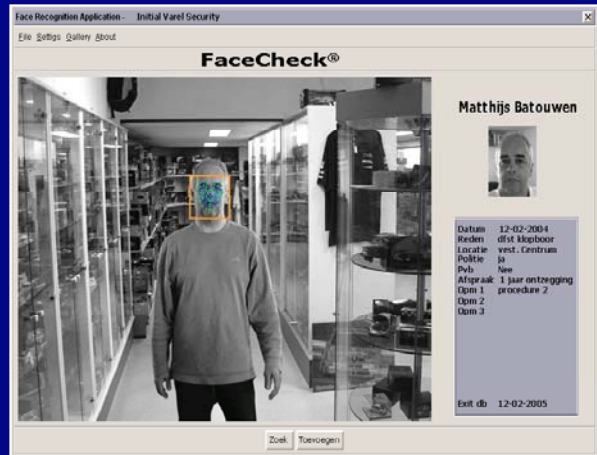 Face Recognition Application - Initial Varel Security
File Settigs Gallery About
FaceCheck®
Matthijs Batouwen
Datum 12-02-2004
Reden dfst klopboor
Locatie vest. Centrum
Politie ja
Pvb Nee
Afspraak 1 jaar ontzegging
Opm 1 procedure 2
Opm 2
Opm 3
Exit db 12-02-2005
Zoek Toevoegen